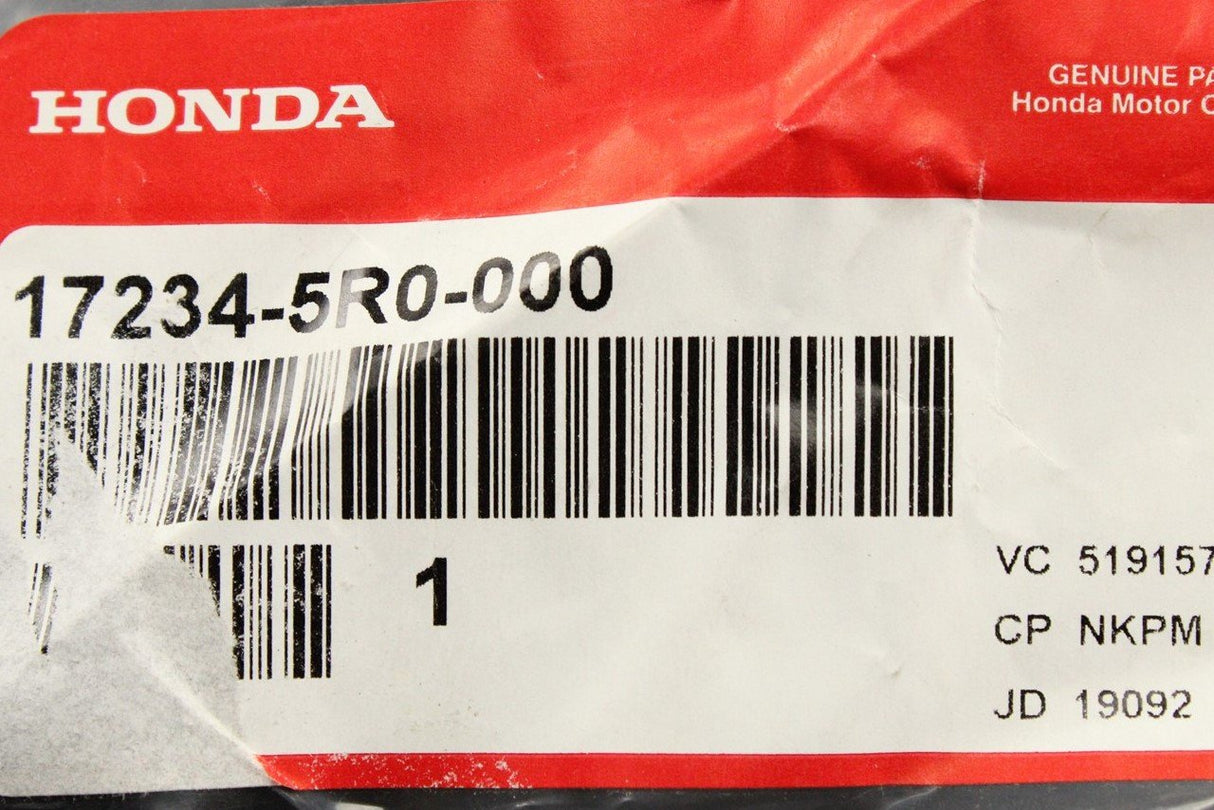 HONDA
GENUINE PA
Honda Motor C
17234-5R0-000
1
VC 519157
CP NKPM
JD 19092